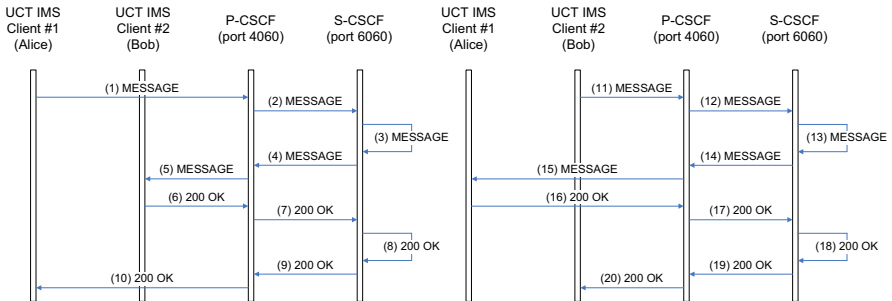 UCT IMS
Client #1
(Alice)
UCT IMS
Client #2
(Bob)
P-CSCF
(port 4060)
S-CSCF
(port 6060)
UCT IMS
Client #1
(Alice)
UCT IMS
Client #2
(Bob)
P-CSCF
(port 4060)
S-CSCF
(port 6060)
(1) MESSAGE
(2) MESSAGE
(3) MESSAGE
(4) MESSAGE
(5) MESSAGE
(6) 200 OK
(7) 200 OK
(8) 200 OK
(9) 200 OK
(10) 200 OK
(11) MESSAGE
(12) MESSAGE
(13) MESSAGE
(14) MESSAGE
(15) MESSAGE
(16) 200 OK
(17) 200 OK
(18) 200 OK
(19) 200 OK
(20) 200 OK